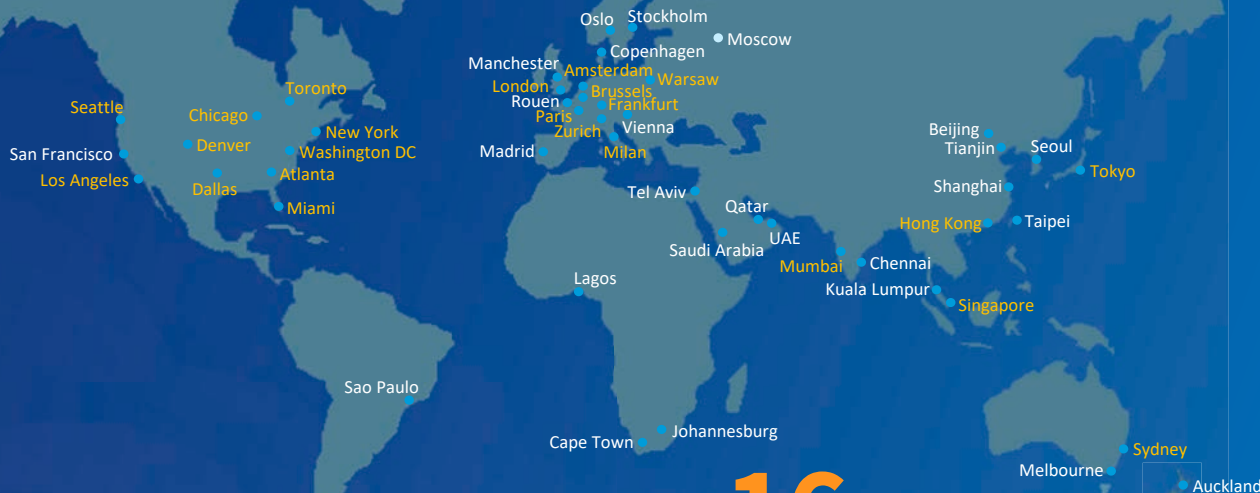 Oslo
Stockholm
Moscow
Copenhagen
Manchester
Amsterdam
Warsaw
London
Brussels
Rouen
Frankfurt
Paris
Zurich
Vienna
Madrid
Milan
Toronto
Seattle
Chicago
New York
Denver
Washington DC
San Francisco
Los Angeles
Dallas
Atlanta
Miami
Beijing
Tianjin
Seoul
Tokyo
Shanghai
Tel Aviv
Qatar
Hong Kong
Taipei
UAE
Saudi Arabia
Mumbai
Chennai
Kuala Lumpur
Lagos
Singapore
Sao Paulo
Cape Town
Johannesburg
Sydney
Melbourne
Auckland